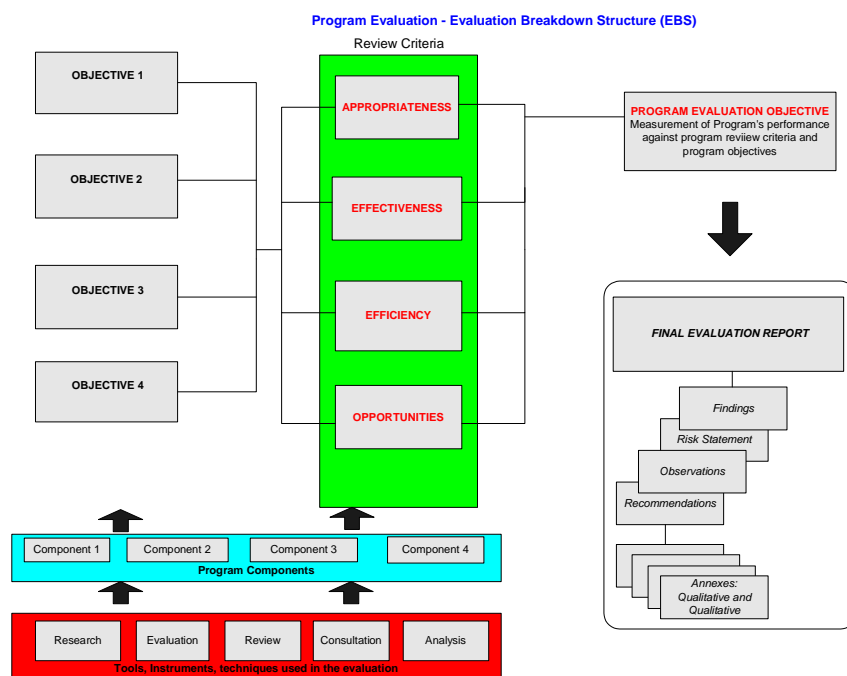 Program Evaluation - Evaluation Breakdown Structure (EBS)
Review Criteria
OBJECTIVE 1
OBJECTIVE 2
OBJECTIVE 3
OBJECTIVE 4
APPROPRIATENESS
EFFECTIVENESS
EFFICIENCY
OPPORTUNITIES
PROGRAM EVALUATION OBJECTIVE
Measurement of Program's performance
against program reviiew criteria and
program objectives
FINAL EVALUATION REPORT
Findings
Risk Statement
Observations
Recommendations
Annexes:
Qualitative and
Qualitative
Component 1
Component 2
Component 3
Component 4
Program Components
Research
Evaluation
Review
Consultation
Analysis
Tools, Instruments, techniques used in the evaluation